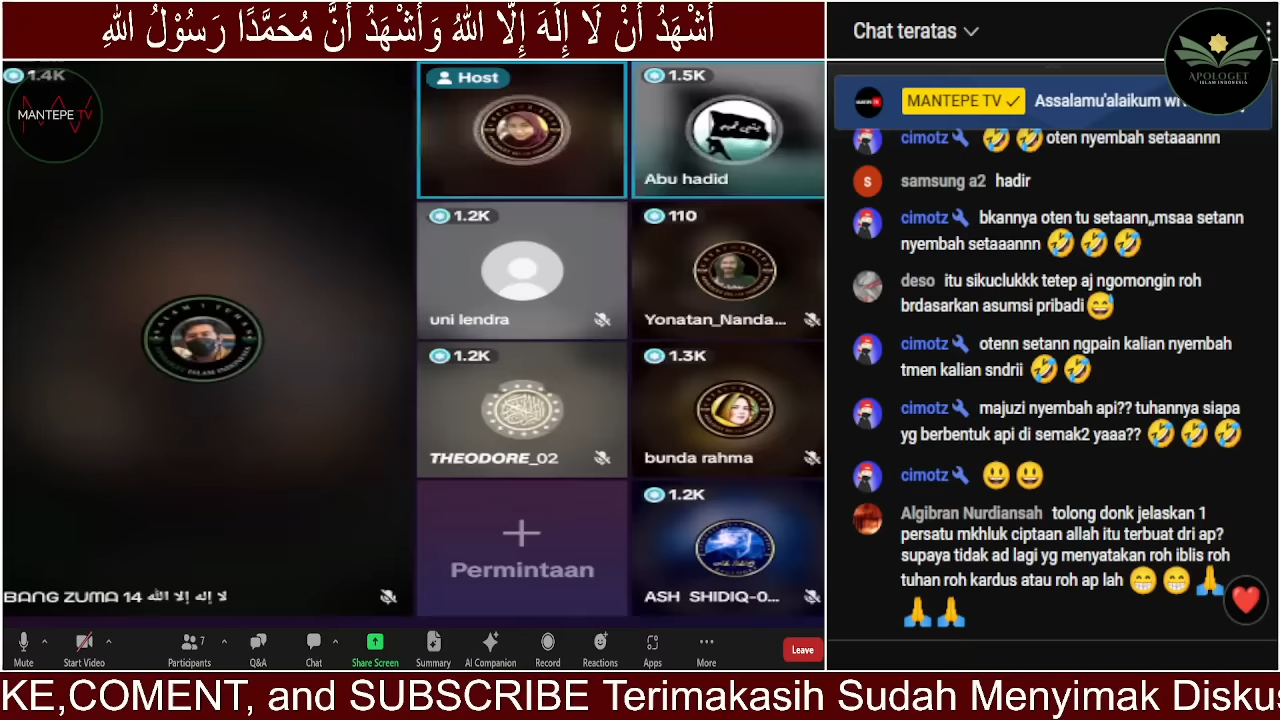 أَشْهَدُ أَنْ لَا إِلَهَ إِلَّا اللهُ وَأَشْهَدُ أَنَّ مُحَمَّدًا رَسُوْلُ اللهِ
1.4K
MANTEPE TV
Host
1.5K
Abu hadid
1.2K
uni lendra
110
Yonatan_Nanda...
1.2K
THEODORE_02
1.3K
bunda rahma
Permintaan
1.2K
ASH SHIDIQ-0...
BANG ZUMA 14 لا إله إلا الله
Mute
Start Video
7
Participants
Q&A
Chat
Share Screen
Summary
AI Companion
Record
Reactions
Apps
More
Leave
Chat teratas
APOLOGET
ISLAM INDONESIA
MANTEPE TV ✓ Assalamu'alaikum
cimotz 🤣🤣 oten nyembah setaaannn
samsung a2 hadir
cimotz bkannya oten tu setaann,,msaa setann
nyembah setaaannn 🤣🤣🤣
deso itu sikuclukkk tetep aj ngomongin roh
brdasarkan asumsi pribadi😅
cimotz otenn setann ngpain kalian nyembah
tmen kalian sndrii 🤣🤣
cimotz majuzi nyembah api?? tuhannya siapa
yg berbentuk api di semak2 yaaa?? 🤣🤣🤣
cimotz 😃😃
Algibran Nurdiansah tolong donk jelaskan 1
persatu mkhluk ciptaan allah itu terbuat dri ap?
supaya tidak ad lagi yg menyatakan roh iblis roh
tuhan roh kardus atau roh ap lah 😁😁🙏
🙏🙏
KE,COMENT, and SUBSCRIBE Terimakasih Sudah Menyimak Diskus